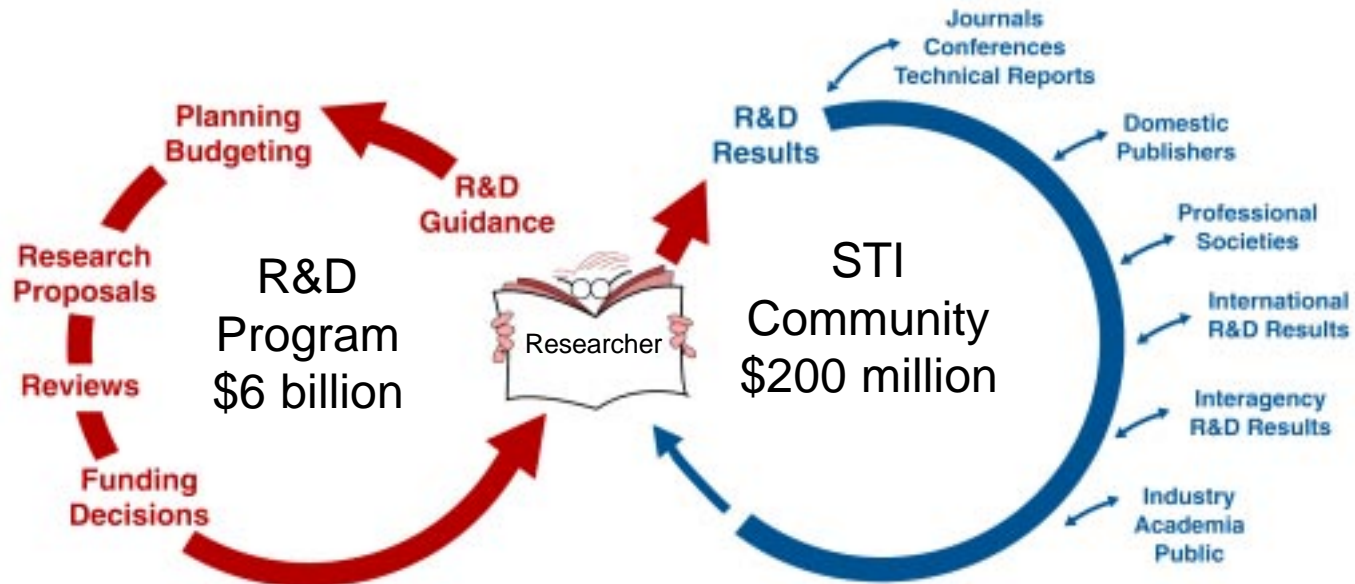 Planning
Budgeting
R&D
Guidance
Research
Proposals
R&D
Program
$6 billion
Reviews
Funding
Decisions
Researcher
R&D
Results
STI
Community
$200 million
Journals
Conferences
Technical Reports
Domestic
Publishers
Professional
Societies
International
R&D Results
Interagency
R&D Results
Industry
Academia
Public